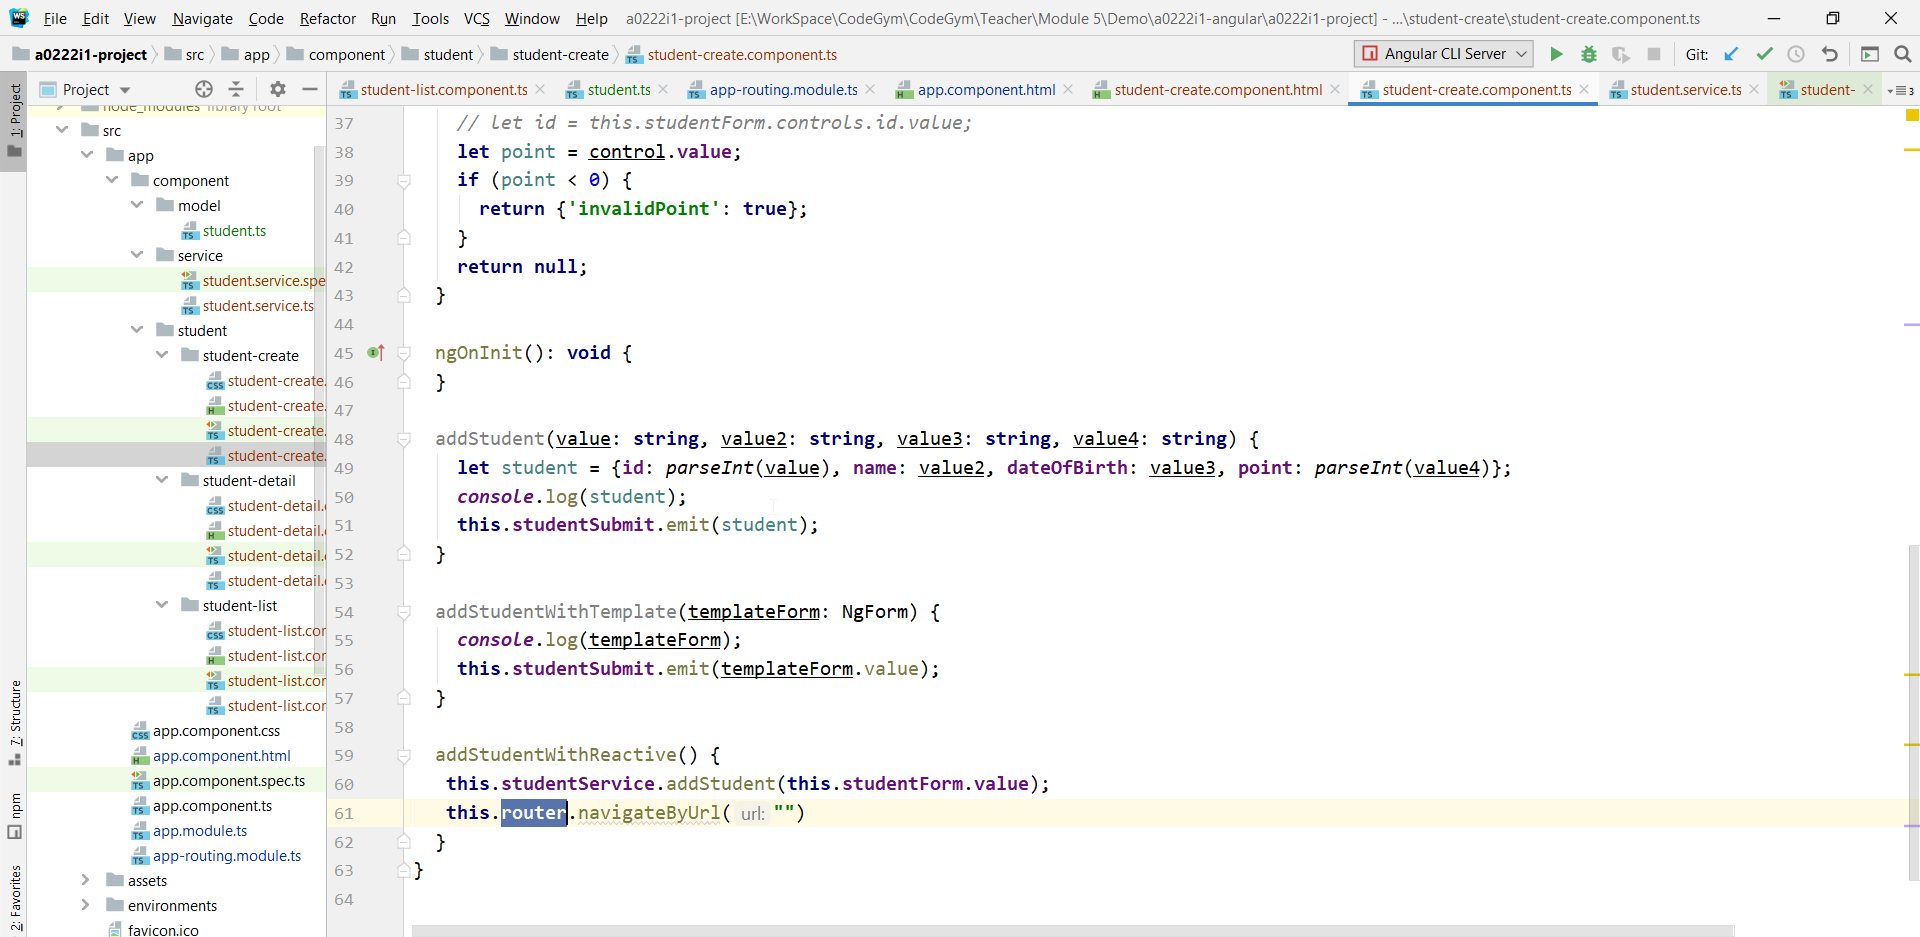 File Edit View Navigate Code Refactor Run Tools VCS Window Help a0222i1-project [E:\WorkSpace\CodeGym\CodeGym\Teacher\Module 5\Demo\a0222i1-angular\a0222i1-project] - ...\student-create\student-create.component.ts
a0222i1-project src app component student student-create student-create.component.ts Angular CLI Server Git:
Project student-list.component.ts student.ts app-routing.module.ts app.component.html student-create.component.html student-create.component.ts student.service.ts student- 3
1: Project
7: Structure
npm
2: Favorites
node_modules library root
src
app
component
model
student.ts
service
student.service.spe
student.service.ts
student
student-create
student-create.
student-create.
student-create.
student-create.
student-detail
student-detail.
student-detail.
student-detail.
student-detail.
student-list
student-list.cor
student-list.cor
student-list.cor
student-list.cor
app.component.css
app.component.html
app.component.spec.ts
app.component.ts
app.module.ts
app-routing.module.ts
assets
environments
favicon.ico
37 // let id = this.studentForm.controls.id.value;
38 let point = control.value;
39 if (point < 0) {
40 return {'invalidPoint': true};
41 }
42 return null;
43 }
44
45 ngOnInit(): void {
46 }
47
48 addStudent(value: string, value2: string, value3: string, value4: string) {
49 let student = {id: parseInt(value), name: value2, dateOfBirth: value3, point: parseInt(value4)};
50 console.log(student);
51 this.studentSubmit.emit(student);
52 }
53
54 addStudentWithTemplate(templateForm: NgForm) {
55 console.log(templateForm);
56 this.studentSubmit.emit(templateForm.value);
57 }
58
59 addStudentWithReactive() {
60 this.studentService.addStudent(this.studentForm.value);
61 this.router.navigateByUrl( url: "")
62 }
63 }
64